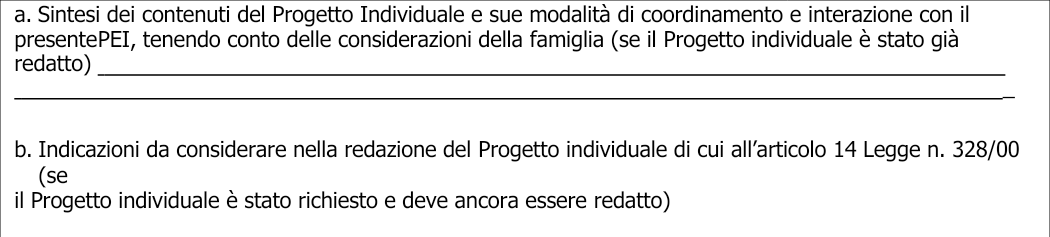 a. Sintesi dei contenuti del Progetto Individuale e sue modalità di coordinamento e interazione con il
presentePEI, tenendo conto delle considerazioni della famiglia (se il Progetto individuale è stato già
redatto) ____________________________________________________________________________________
_____________________________________________________________________________________________
b. Indicazioni da considerare nella redazione del Progetto individuale di cui all’articolo 14 Legge n. 328/00
(se
il Progetto individuale è stato richiesto e deve ancora essere redatto)